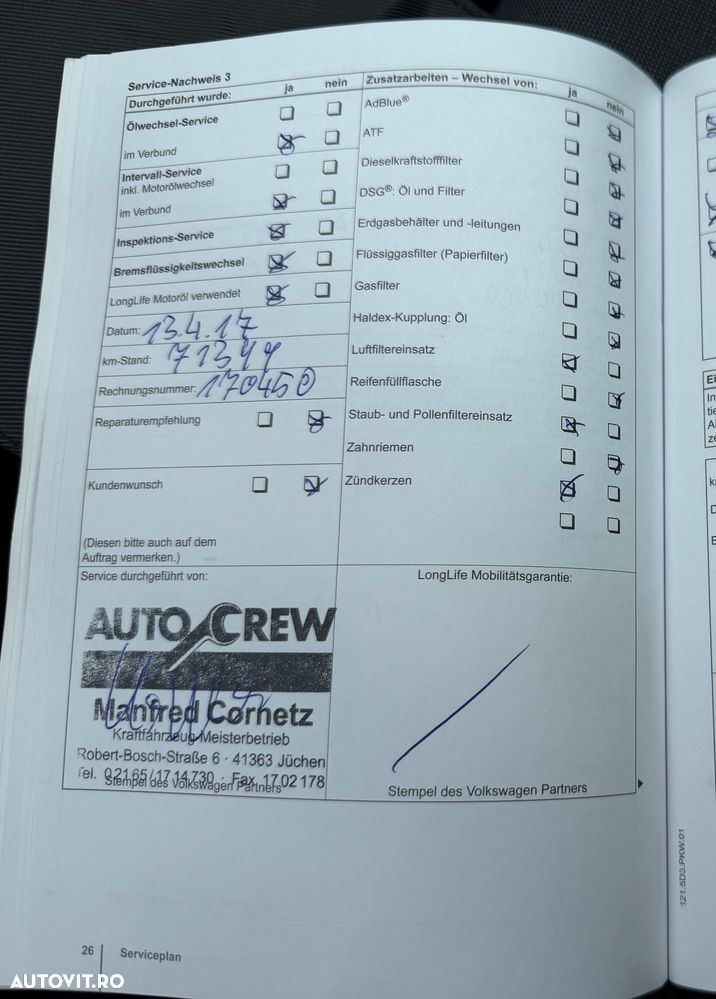 Service-Nachweis 3
Durchgeführt wurde: ja nein
Zusatzarbeiten – Wechsel von: ja nein
Ölwechsel-Service
im Verbund
Intervall-Service
inkl. Motorölwechsel
im Verbund
Inspektions-Service
Bremsflüssigkeitswechsel
LongLife Motoröl verwendet
Datum: 13.4.17
km-Stand:
Rechnungsnummer: 170450
Reparaturempfehlung
Kundenwunsch
(Diesen bitte auch auf dem
Auftrag vermerken.)
AdBlue®
ATF
Dieselkraftstofffilter
DSG®: Öl und Filter
Erdgasbehälter und -leitungen
Flüssiggasfilter (Papierfilter)
Gasfilter
Haldex-Kupplung: Öl
Luftfiltereinsatz
Reifenfüllflasche
Staub- und Pollenfiltereinsatz
Zahnriemen
Zündkerzen
Service durchgeführt von:
AUTO CREW
Manfred Cornetz
Kraftfahrzeug-Meisterbetrieb
Robert-Bosch-Straße 6 · 41363 Jüchen
Tel. 0 21 65 / 17 14 730 · Fax 17 02 178
Stempel des Volkswagen Partners
LongLife Mobilitätsgarantie:
Stempel des Volkswagen Partners
121.5D3.PKW.01
26 Serviceplan
AUTOVIT.RO